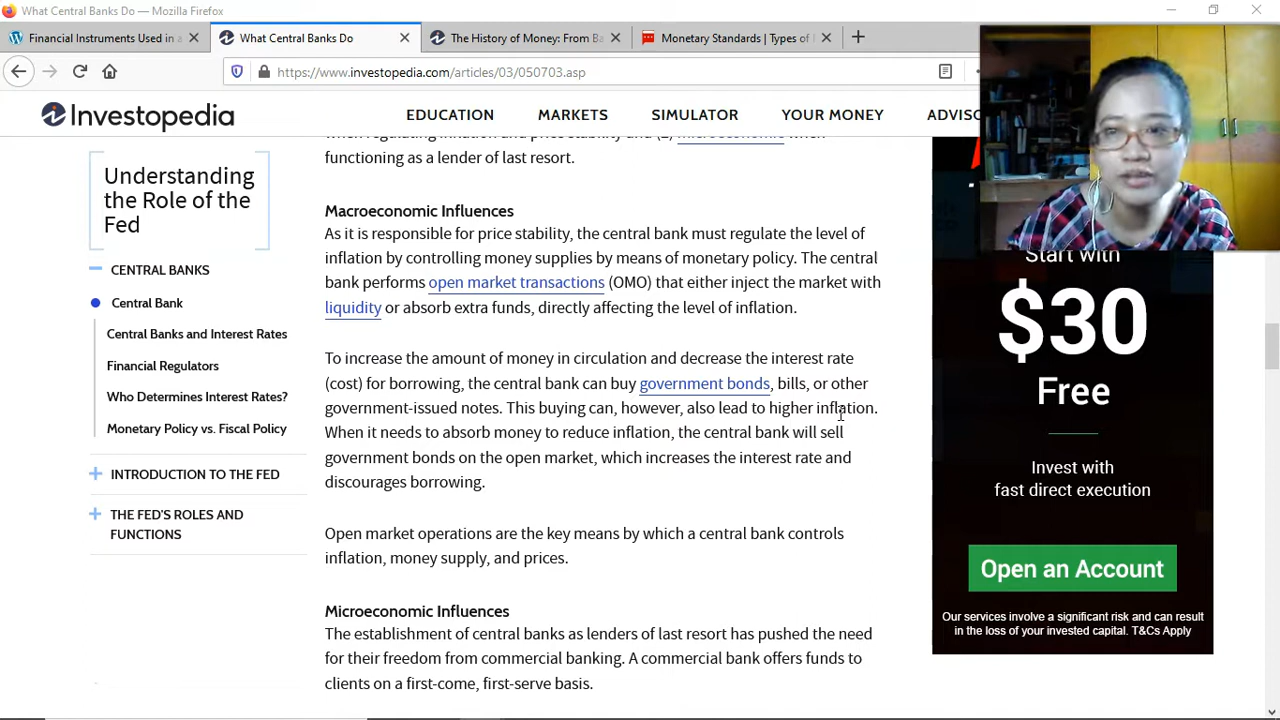 What Central Banks Do — Mozilla Firefox
Financial Instruments Used in a
What Central Banks Do
The History of Money: From Ba
Monetary Standards | Types of
https://www.investopedia.com/articles/03/050703.asp
Investopedia
EDUCATION
MARKETS
SIMULATOR
YOUR MONEY
ADVISO
functioning as a lender of last resort.
Understanding
the Role of the
Fed
CENTRAL BANKS
Central Bank
Central Banks and Interest Rates
Financial Regulators
Who Determines Interest Rates?
Monetary Policy vs. Fiscal Policy
INTRODUCTION TO THE FED
THE FED'S ROLES AND
FUNCTIONS
Macroeconomic Influences
As it is responsible for price stability, the central bank must regulate the level of
inflation by controlling money supplies by means of monetary policy. The central
bank performs open market transactions (OMO) that either inject the market with
liquidity or absorb extra funds, directly affecting the level of inflation.
To increase the amount of money in circulation and decrease the interest rate
(cost) for borrowing, the central bank can buy government bonds, bills, or other
government-issued notes. This buying can, however, also lead to higher inflation.
When it needs to absorb money to reduce inflation, the central bank will sell
government bonds on the open market, which increases the interest rate and
discourages borrowing.
Open market operations are the key means by which a central bank controls
inflation, money supply, and prices.
Microeconomic Influences
The establishment of central banks as lenders of last resort has pushed the need
for their freedom from commercial banking. A commercial bank offers funds to
clients on a first-come, first-serve basis.
Start with
$30
Free
Invest with
fast direct execution
Open an Account
Our services involve a significant risk and can result
in the loss of your invested capital. T&Cs Apply